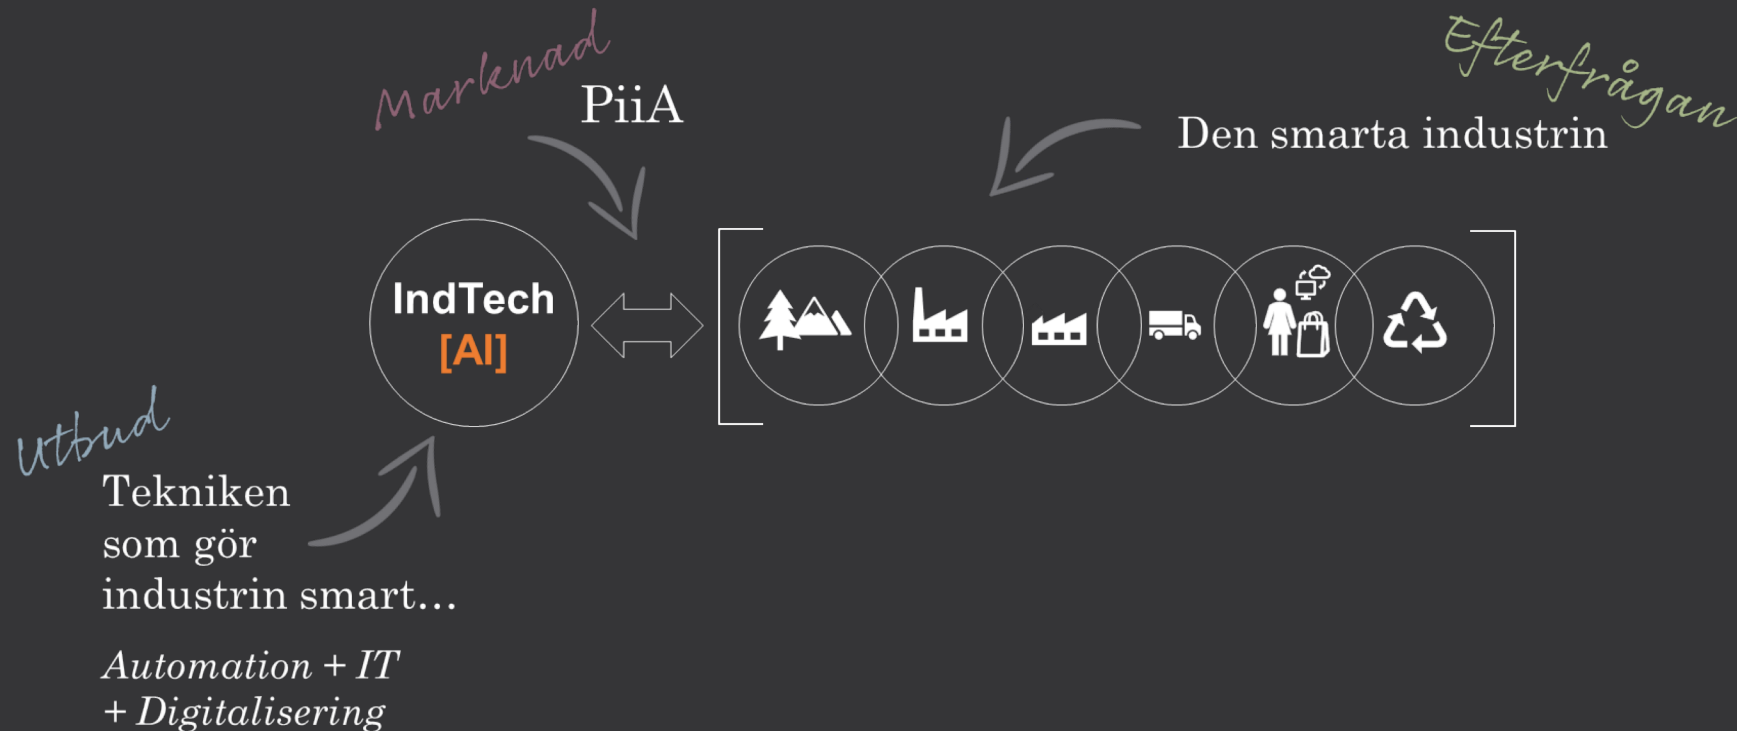 Marknad
PiiA
Efterfrågan
Den smarta industrin
IndTech
[AI]
Utbud
Tekniken
som gör
industrin smart...
Automation + IT
+ Digitalisering